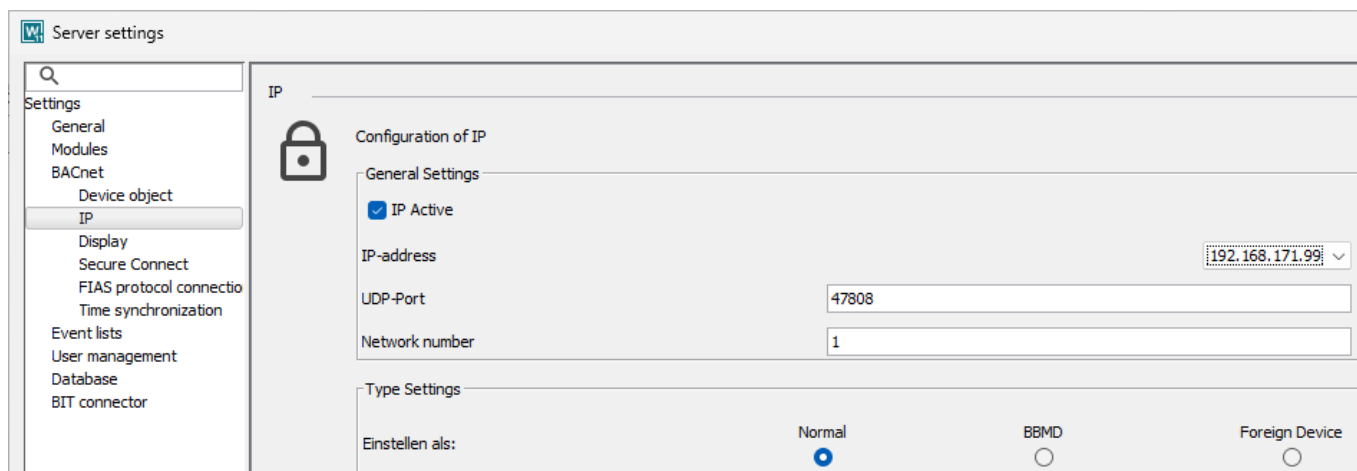 Server settings
Settings
General
Modules
BACnet
Device object
IP
Display
Secure Connect
FIAS protocol connectio
Time synchronization
Event lists
User management
Database
BIT connector
IP
Configuration of IP
General Settings
IP Active
IP-address 192.168.171.99
UDP-Port 47808
Network number 1
Type Settings
Normal BBMD Foreign Device
Einstellen als: